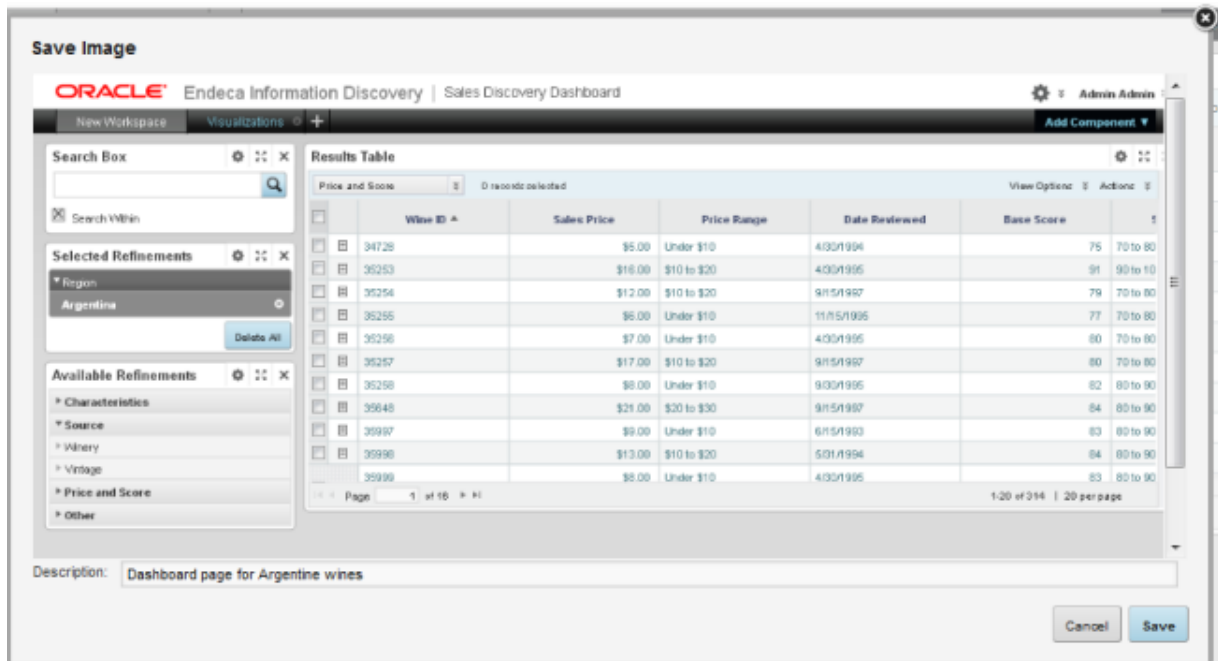 Save Image
ORACLE Endeca Information Discovery | Sales Discovery Dashboard
Admin Admin
New Workspace Visualizations +
Add Component
Search Box
Search Within
Selected Refinements
Region
Argentina
Delete All
Available Refinements
Characteristics
Source
Winery
Vintage
Price and Score
Other
Results Table
Price and Score 0 records selected View Options Actions
Wine ID Sales Price Price Range Date Reviewed Base Score S
34728 $5.00 Under $10 4/30/1994 75 70 to 80
35253 $16.00 $10 to $20 4/30/1995 91 90 to 10
35254 $12.00 $10 to $20 9/15/1997 79 70 to 80
35255 $6.00 Under $10 11/15/1995 77 70 to 80
35256 $7.00 Under $10 4/30/1995 80 70 to 80
35257 $17.00 $10 to $20 9/15/1997 80 70 to 80
35258 $8.00 Under $10 9/30/1995 82 80 to 90
35648 $21.00 $20 to $30 9/15/1997 84 80 to 90
35997 $9.00 Under $10 6/15/1993 83 80 to 90
35998 $13.00 $10 to $20 5/31/1994 84 80 to 90
35999 $8.00 Under $10 4/30/1995 83 80 to 90
Page 1 of 16 1-20 of 314 | 20 per page
Description: Dashboard page for Argentine wines
Cancel Save